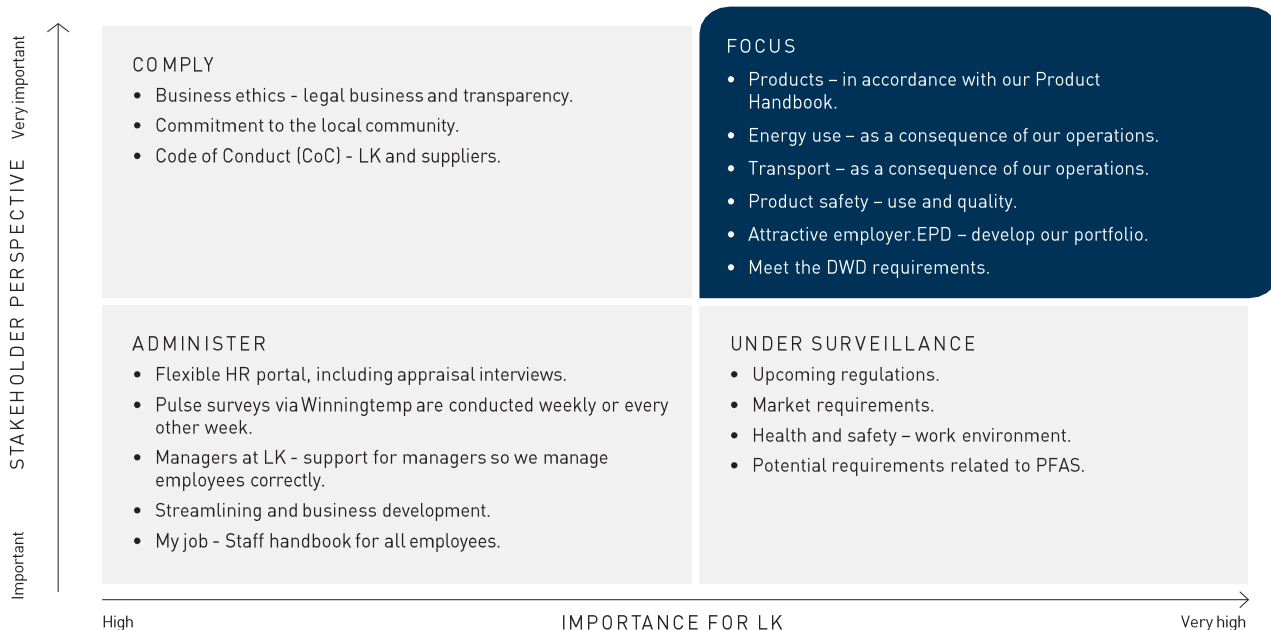 COMPLY
• Business ethics - legal business and transparency.
• Commitment to the local community.
• Code of Conduct (CoC) - LK and suppliers.
FOCUS
• Products – in accordance with our Product
Handbook.
• Energy use – as a consequence of our operations.
• Transport – as a consequence of our operations.
• Product safety – use and quality.
• Attractive employer.EPD – develop our portfolio.
• Meet the DWD requirements.
ADMINISTER
• Flexible HR portal, including appraisal interviews.
• Pulse surveys via Winningtemp are conducted weekly or every
other week.
• Managers at LK - support for managers so we manage
employees correctly.
• Streamlining and business development.
• My job - Staff handbook for all employees.
UNDER SURVEILLANCE
• Upcoming regulations.
• Market requirements.
• Health and safety – work environment.
• Potential requirements related to PFAS.
Very important
STAKEHOLDER PERSPECTIVE
Important
High
IMPORTANCE FOR LK
Very high